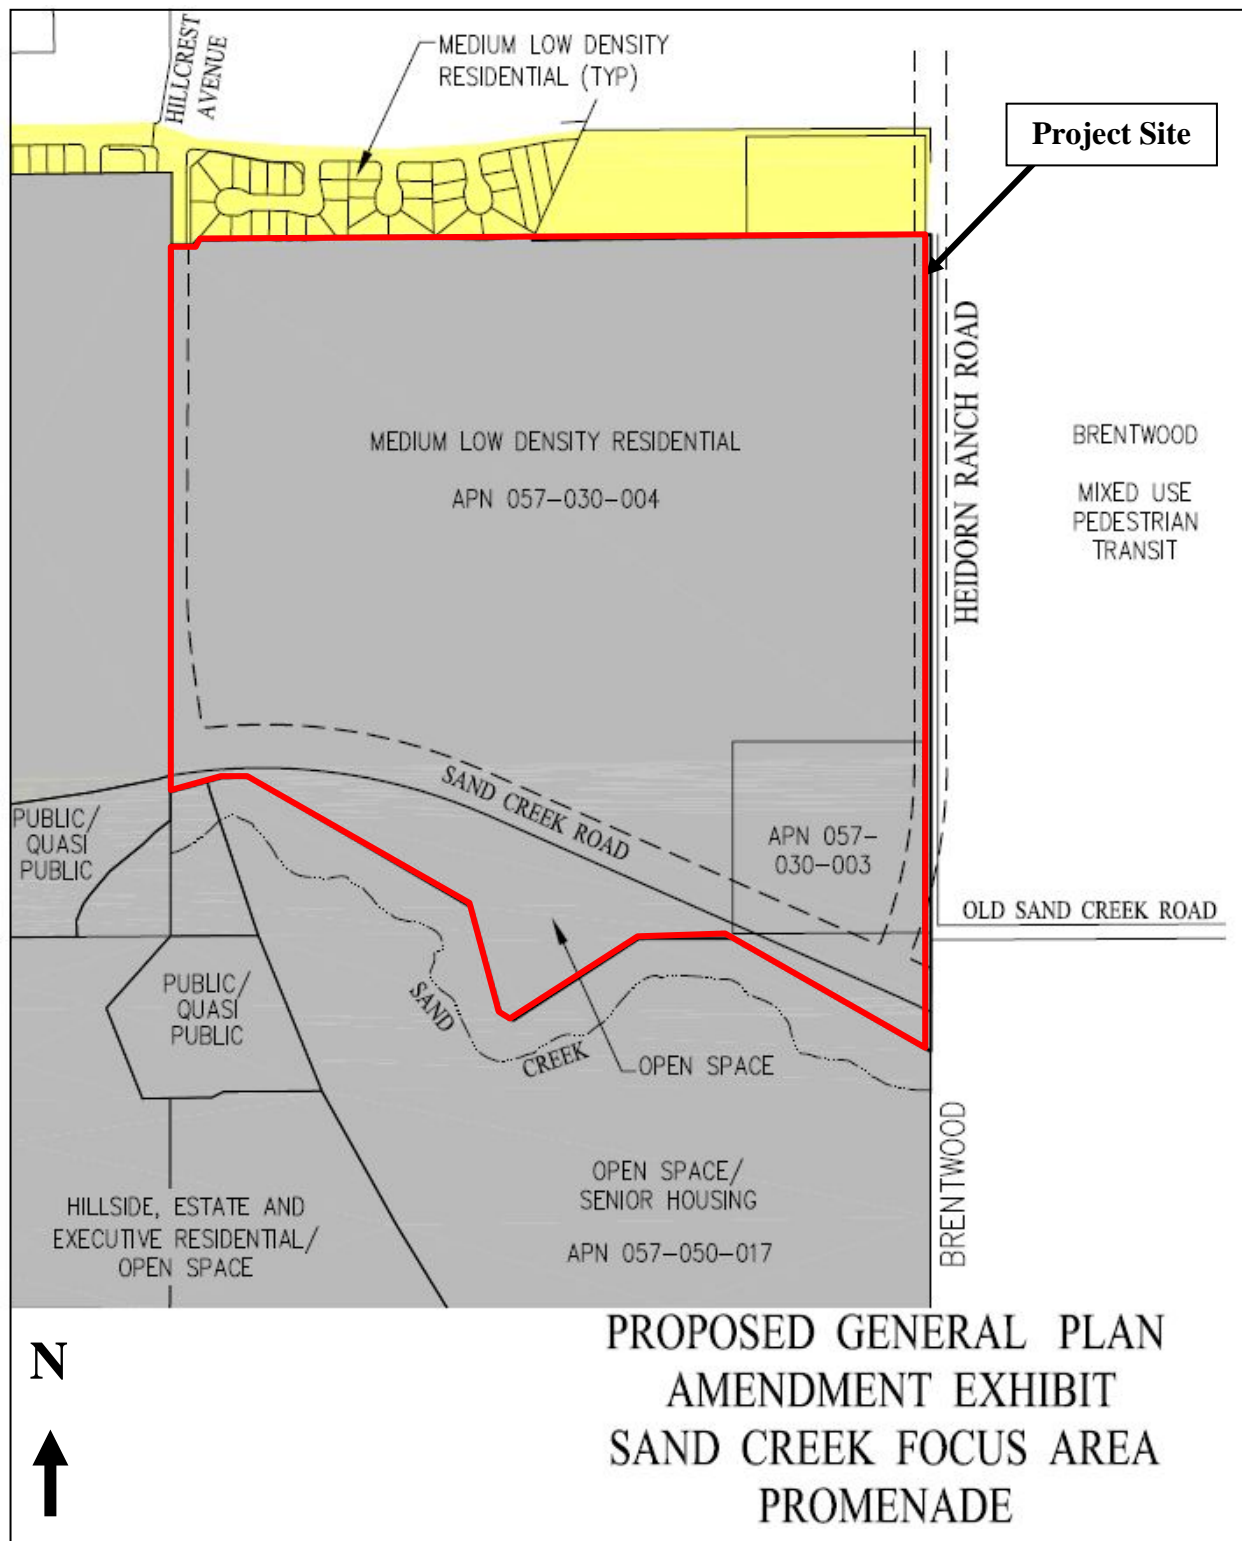 HILLCREST
AVENUE
MEDIUM LOW DENSITY
RESIDENTIAL (TYP)
Project Site
MEDIUM LOW DENSITY RESIDENTIAL
APN 057-030-004
HEIDORN RANCH ROAD
BRENTWOOD
MIXED USE
PEDESTRIAN
TRANSIT
SAND CREEK ROAD
PUBLIC/
QUASI
PUBLIC
APN 057-
030-003
OLD SAND CREEK ROAD
PUBLIC/
QUASI
PUBLIC
SAND
CREEK
OPEN SPACE
BRENTWOOD
OPEN SPACE/
SENIOR HOUSING
APN 057-050-017
HILLSIDE, ESTATE AND
EXECUTIVE RESIDENTIAL/
OPEN SPACE
N
PROPOSED GENERAL PLAN
AMENDMENT EXHIBIT
SAND CREEK FOCUS AREA
PROMENADE